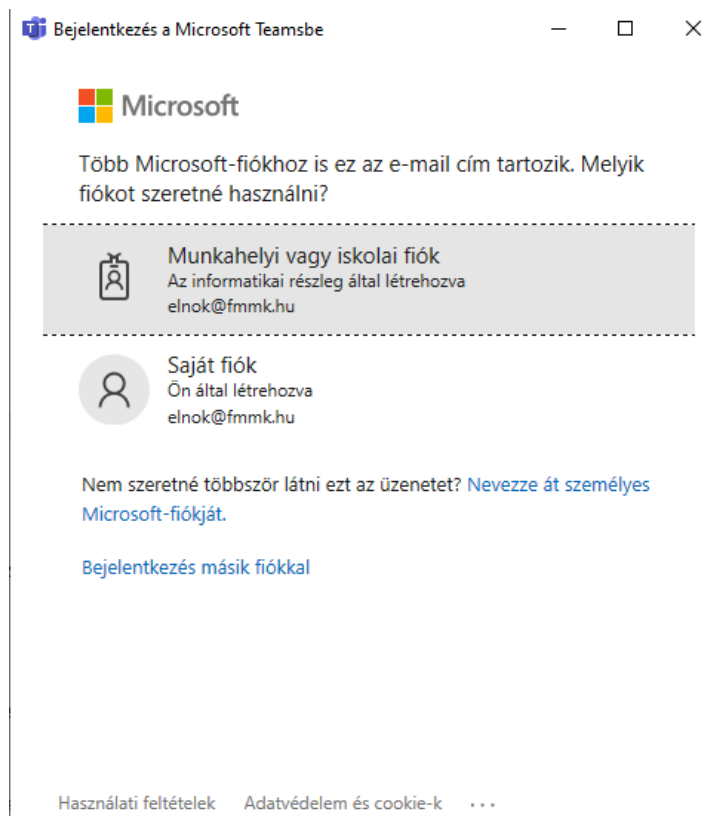 Bejelentkezés a Microsoft Teamsbe
Microsoft
Több Microsoft-fiókhoz is ez az e-mail cím tartozik. Melyik
fiókot szeretné használni?
Munkahelyi vagy iskolai fiók
Az informatikai részleg által létrehozva
elnok@fmmk.hu
Saját fiók
Ön által létrehozva
elnok@fmmk.hu
Nem szeretné többször látni ezt az üzenetet? Nevezze át személyes
Microsoft-fiókját.
Bejelentkezés másik fiókkal
Használati feltételek Adatvédelem és cookie-k ...